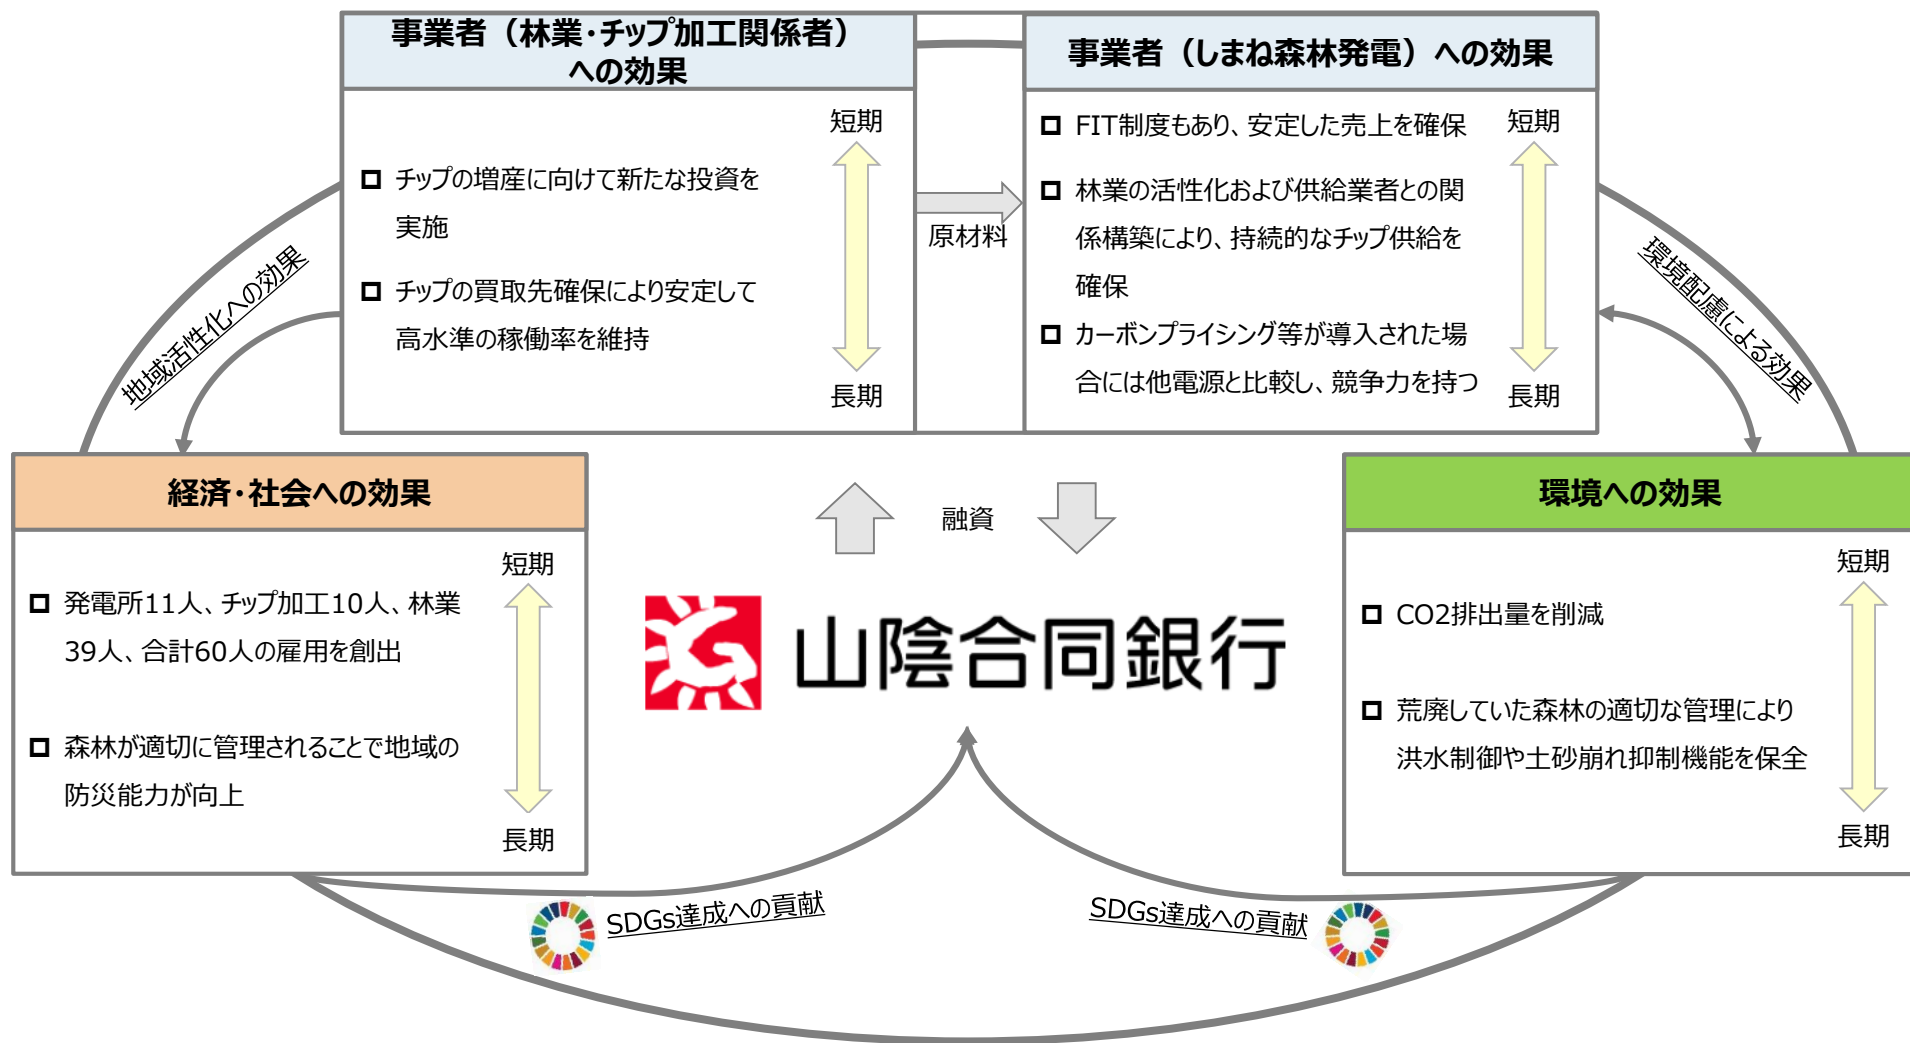 事業者（林業・チップ加工関係者）
への効果
短期
チップの増産に向けて新たな投資を
実施
チップの買取先確保により安定して
高水準の稼働率を維持
長期
原材料
事業者（しまね森林発電）への効果
FIT制度もあり、安定した売上を確保
短期
林業の活性化および供給業者との関
係構築により、持続的なチップ供給を
確保
カーボンプライシング等が導入された場
合には他電源と比較し、競争力を持つ
長期
地域活性化への効果
環境配慮による効果
経済・社会への効果
短期
発電所11人、チップ加工10人、林業
39人、合計60人の雇用を創出
森林が適切に管理されることで地域の
防災能力が向上
長期
融資
山陰合同銀行
環境への効果
短期
CO2排出量を削減
荒廃していた森林の適切な管理により
洪水制御や土砂崩れ抑制機能を保全
長期
SDGs達成への貢献
SDGs達成への貢献